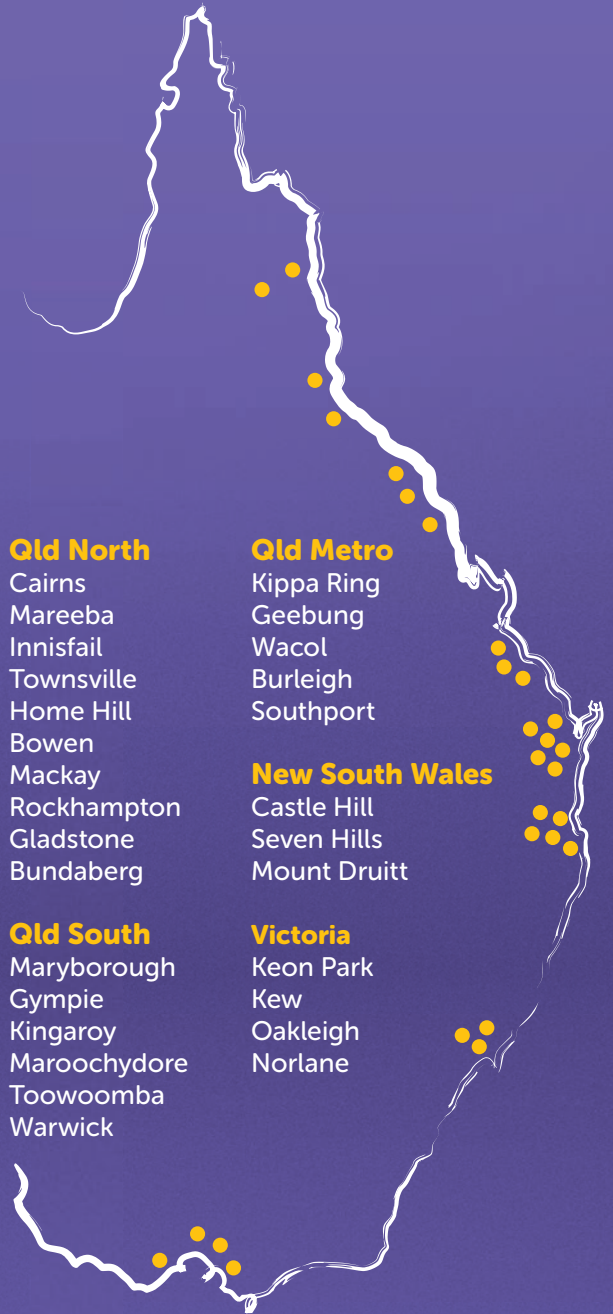 Qld North
Cairns
Mareeba
Innisfail
Townsville
Home Hill
Bowen
Mackay
Rockhampton
Gladstone
Bundaberg
Qld South
Maryborough
Gympie
Kingaroy
Maroochydore
Toowoomba
Warwick
Qld Metro
Kippa Ring
Geebung
Wacol
Burleigh
Southport
New South Wales
Castle Hill
Seven Hills
Mount Druitt
Victoria
Keon Park
Kew
Oakleigh
Norlane